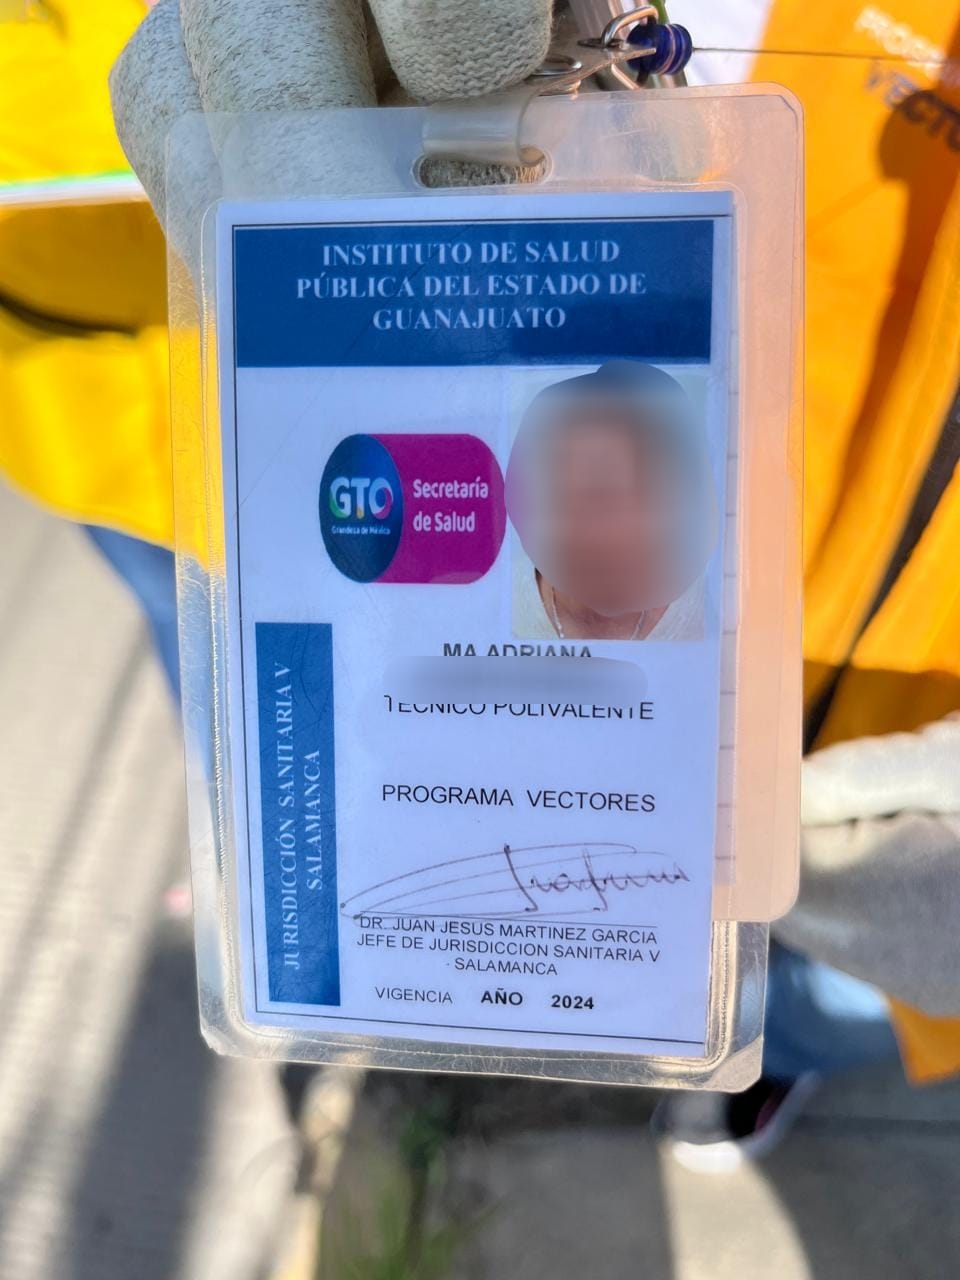 INSTITUTO DE SALUD
PÚBLICA DEL ESTADO DE
GUANAJUATO
GTO
Grandeza de México
Secretaría
de Salud
MA ADRIANA
TECNICO POLIVALENTE
PROGRAMA VECTORES
JURISDICCIÓN SANITARIA V
SALAMANCA
DR. JUAN JESUS MARTINEZ GARCIA
JEFE DE JURISDICCION SANITARIA V
- SALAMANCA
VIGENCIA AÑO 2024